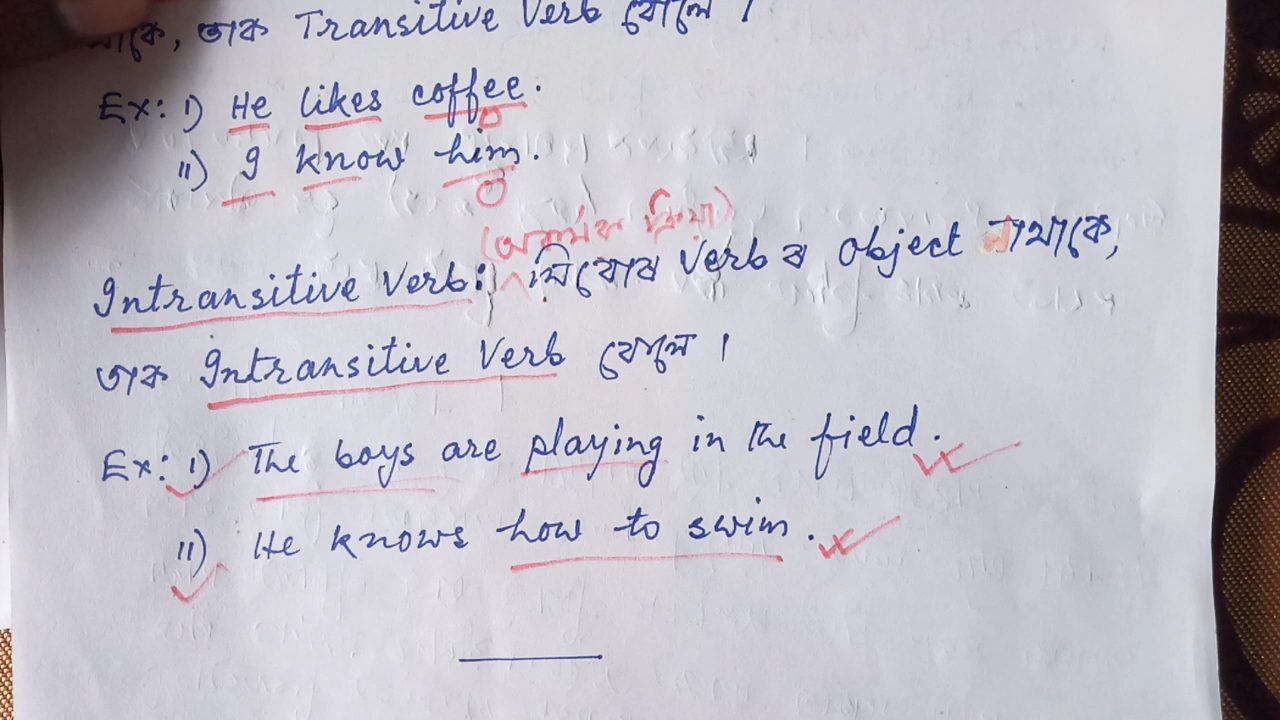 থাকে, তাক Transitive Verb বোলে ।
Ex: i) He likes coffee.
O
ii) I know him.
O
(অকৰ্মক ক্ৰিয়া)
Intransitive Verb: যিবোৰ Verb ৰ object নাথাকে,
তাক Intransitive Verb বোলে ।
Ex: i) The boys are playing in the field.
ii) He knows how to swim.